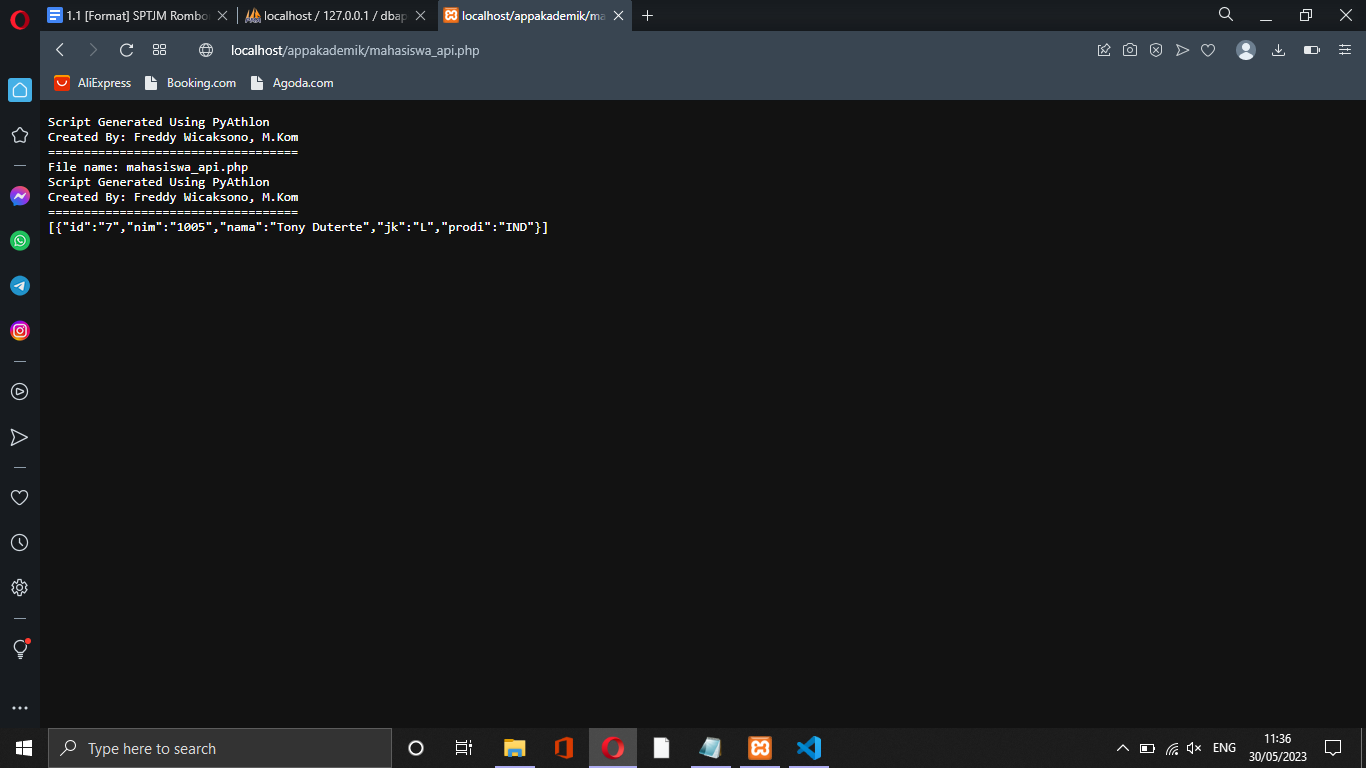 1.1 [Format] SPTJM Rombo
localhost / 127.0.0.1 / dbap
localhost/appakademik/ma
localhost/appakademik/mahasiswa_api.php
AliExpress
Booking.com
Agoda.com
Script Generated Using PyAthlon
Created By: Freddy Wicaksono, M.Kom
===================================
File name: mahasiswa_api.php
Script Generated Using PyAthlon
Created By: Freddy Wicaksono, M.Kom
===================================
[{"id":"7","nim":"1005","nama":"Tony Duterte","jk":"L","prodi":"IND"}]
Type here to search
ENG
11:36
30/05/2023